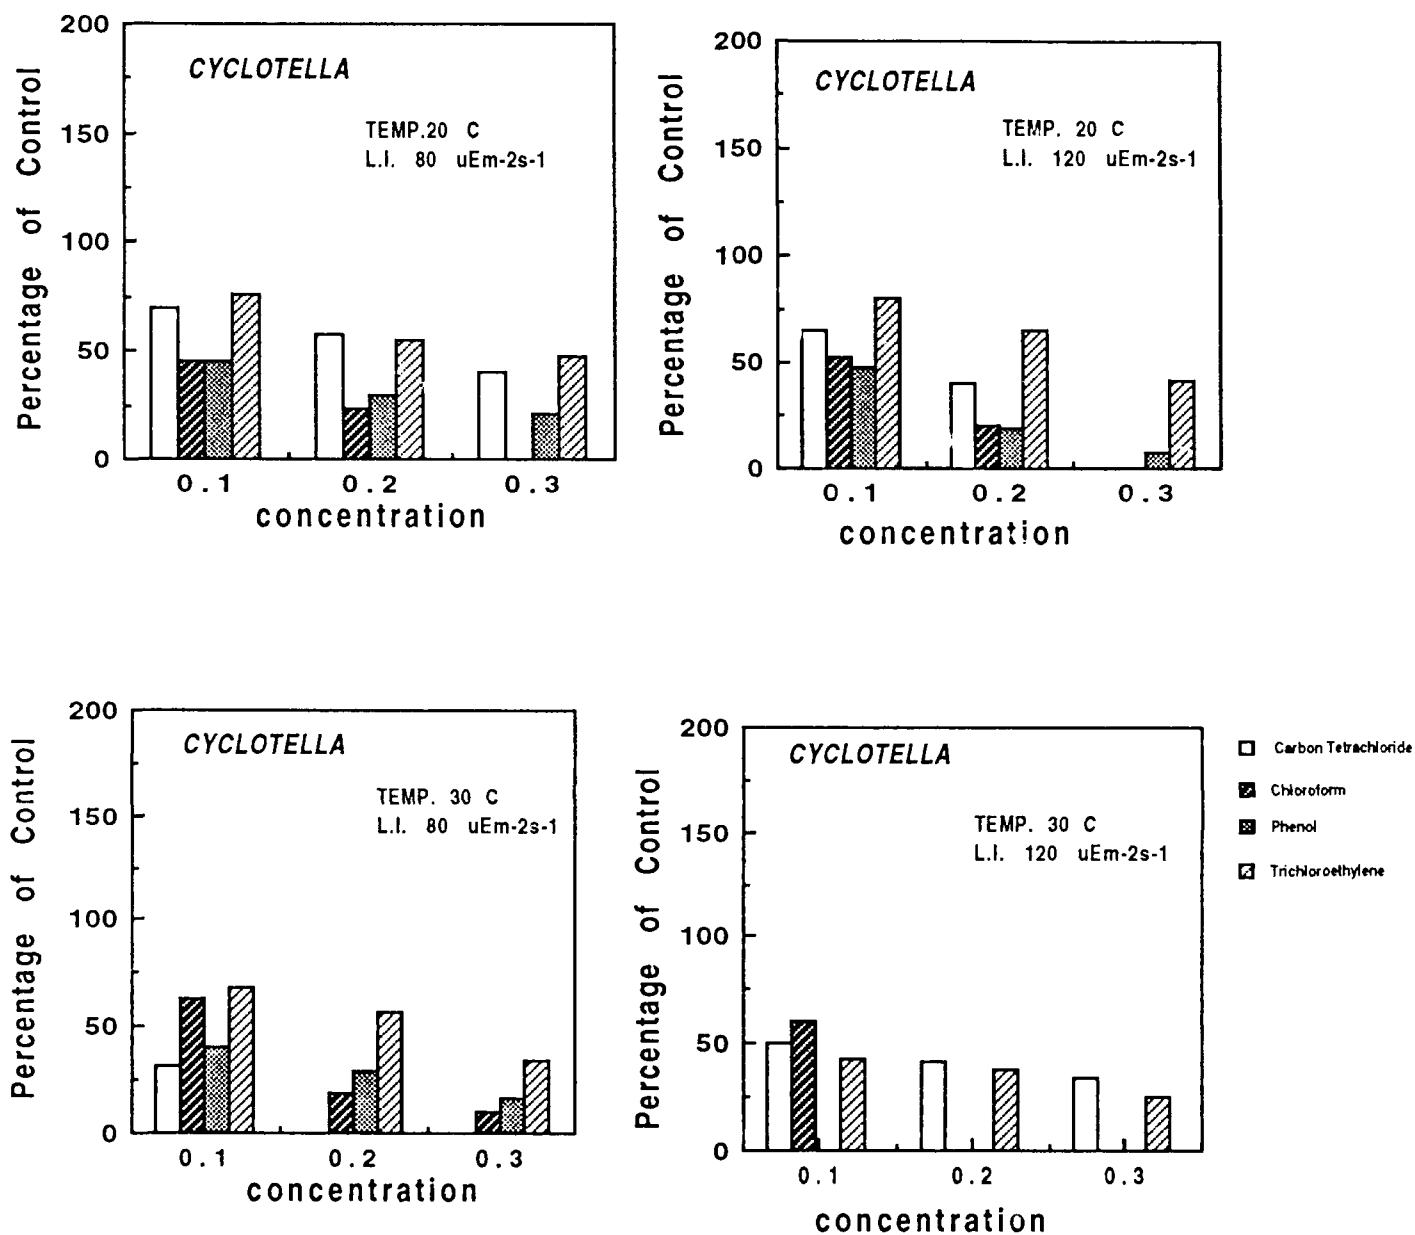 200
150
100
50
0
Percentage of Control
CYCLOTELLA
TEMP.20 C
L.I. 80 uEm-2s-1
0.1 0.2 0.3
concentration
200
150
100
50
0
Percentage of Control
CYCLOTELLA
TEMP. 20 C
L.I. 120 uEm-2s-1
0.1 0.2 0.3
concentration
200
150
100
50
0
Percentage of Control
CYCLOTELLA
TEMP. 30 C
L.I. 80 uEm-2s-1
0.1 0.2 0.3
concentration
200
150
100
50
0
Percentage of Control
CYCLOTELLA
TEMP. 30 C
L.I. 120 uEm-2s-1
0.1 0.2 0.3
concentration
Carbon Tetrachloride
Chloroform
Phenol
Trichloroethylene